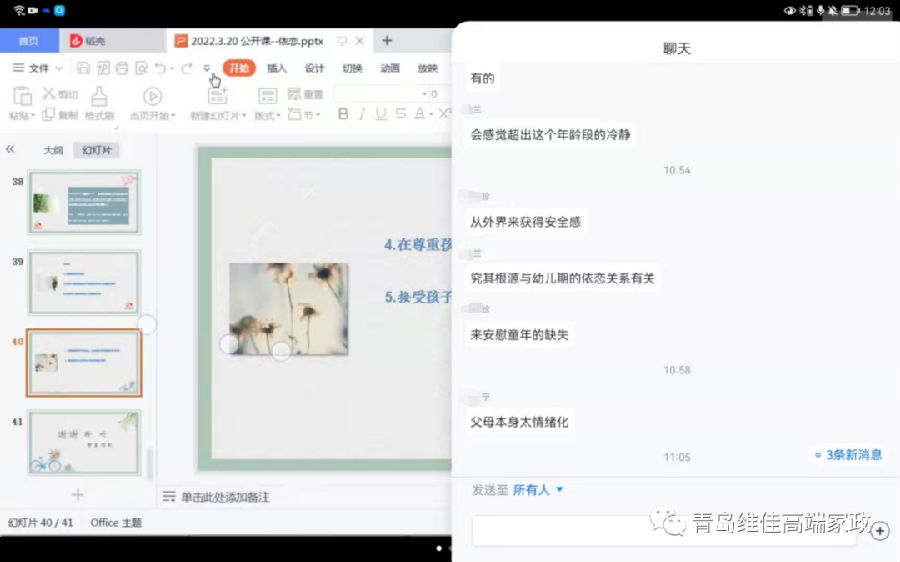 12:03
首页
稻壳
2022.3.20 公开课--依恋.pptx
文件
开始
插入
设计
切换
动画
放映
剪切
粘贴
复制
格式刷
当页开始
新建幻灯片
版式
重置
节
B I U S A
0
大纲
幻灯片
38
39
40
41
4.在尊重孩
5.接受孩子
单击此处添加备注
幻灯片 40 / 41
Office 主题
聊天
有的
兰
会感觉超出这个年龄段的冷静
10:54
从外界来获得安全感
兰
究其根源与幼儿期的依恋关系有关
来安慰童年的缺失
10:58
宁
父母本身太情绪化
11:05
3条新消息
发送至 所有人
青岛维佳高端家政